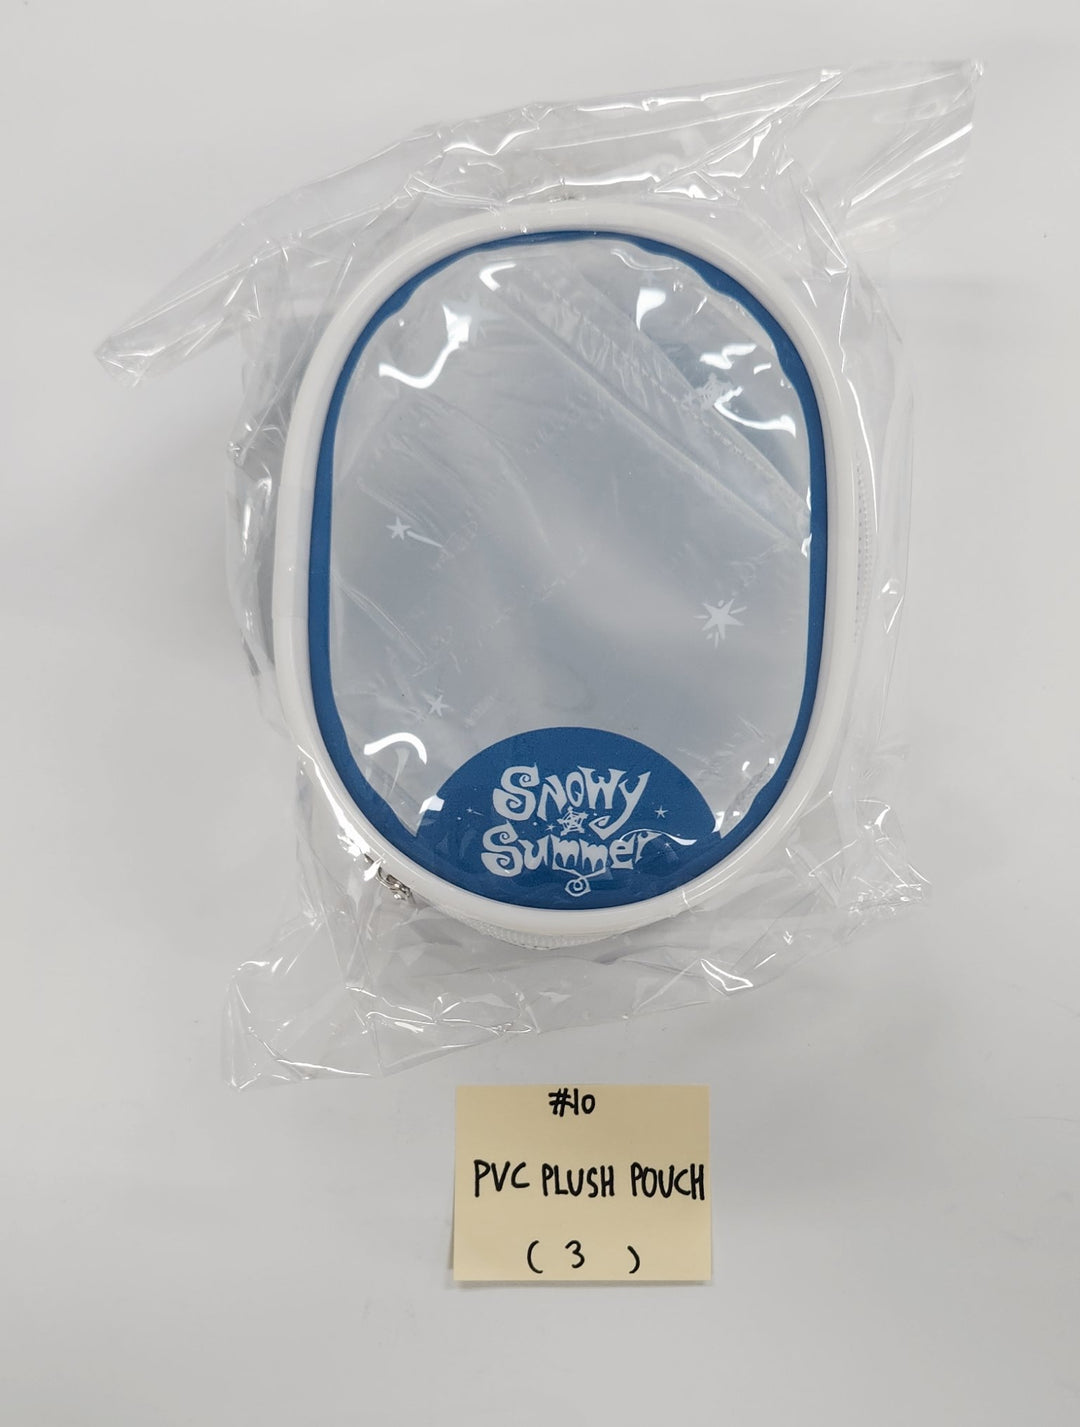 SNOWY
SUMMER
#10
PVC PLUSH POUCH
( 3 )